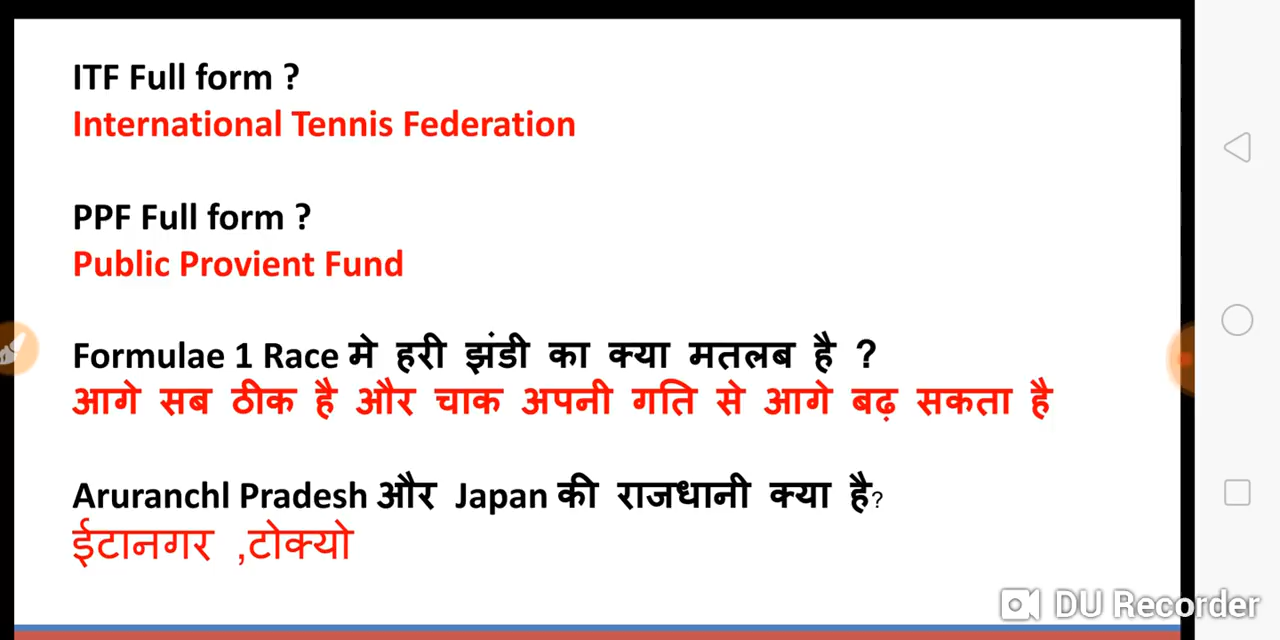 ITF Full form ?
International Tennis Federation
PPF Full form ?
Public Provient Fund
Formulae 1 Race मे हरी झंडी का क्या मतलब है ?
आगे सब ठीक है और चाक अपनी गति से आगे बढ़ सकता है
Aruranchl Pradesh और Japan की राजधानी क्या है?
ईटानगर ,टोक्यो
DU Recorder